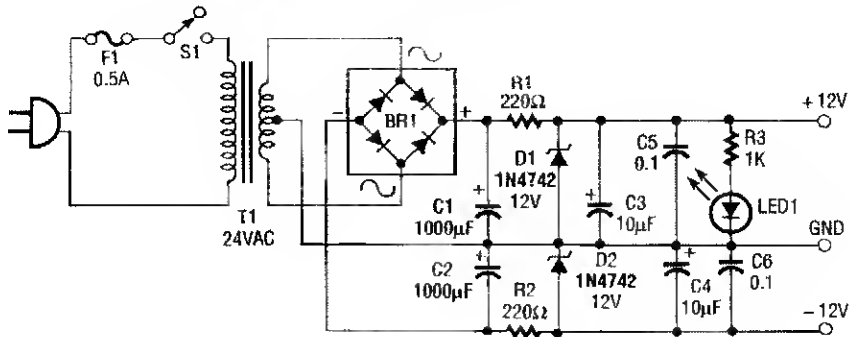 F1
0.5A
S1
T1
24VAC
–
BR1
+
R1
220Ω
+
C1
1000µF
+
C2
1000µF
R2
220Ω
D1
1N4742
12V
D2
1N4742
12V
+
C3
10µF
C5
0.1
+
C4
10µF
R3
1K
LED1
C6
0.1
+12V
GND
–12V